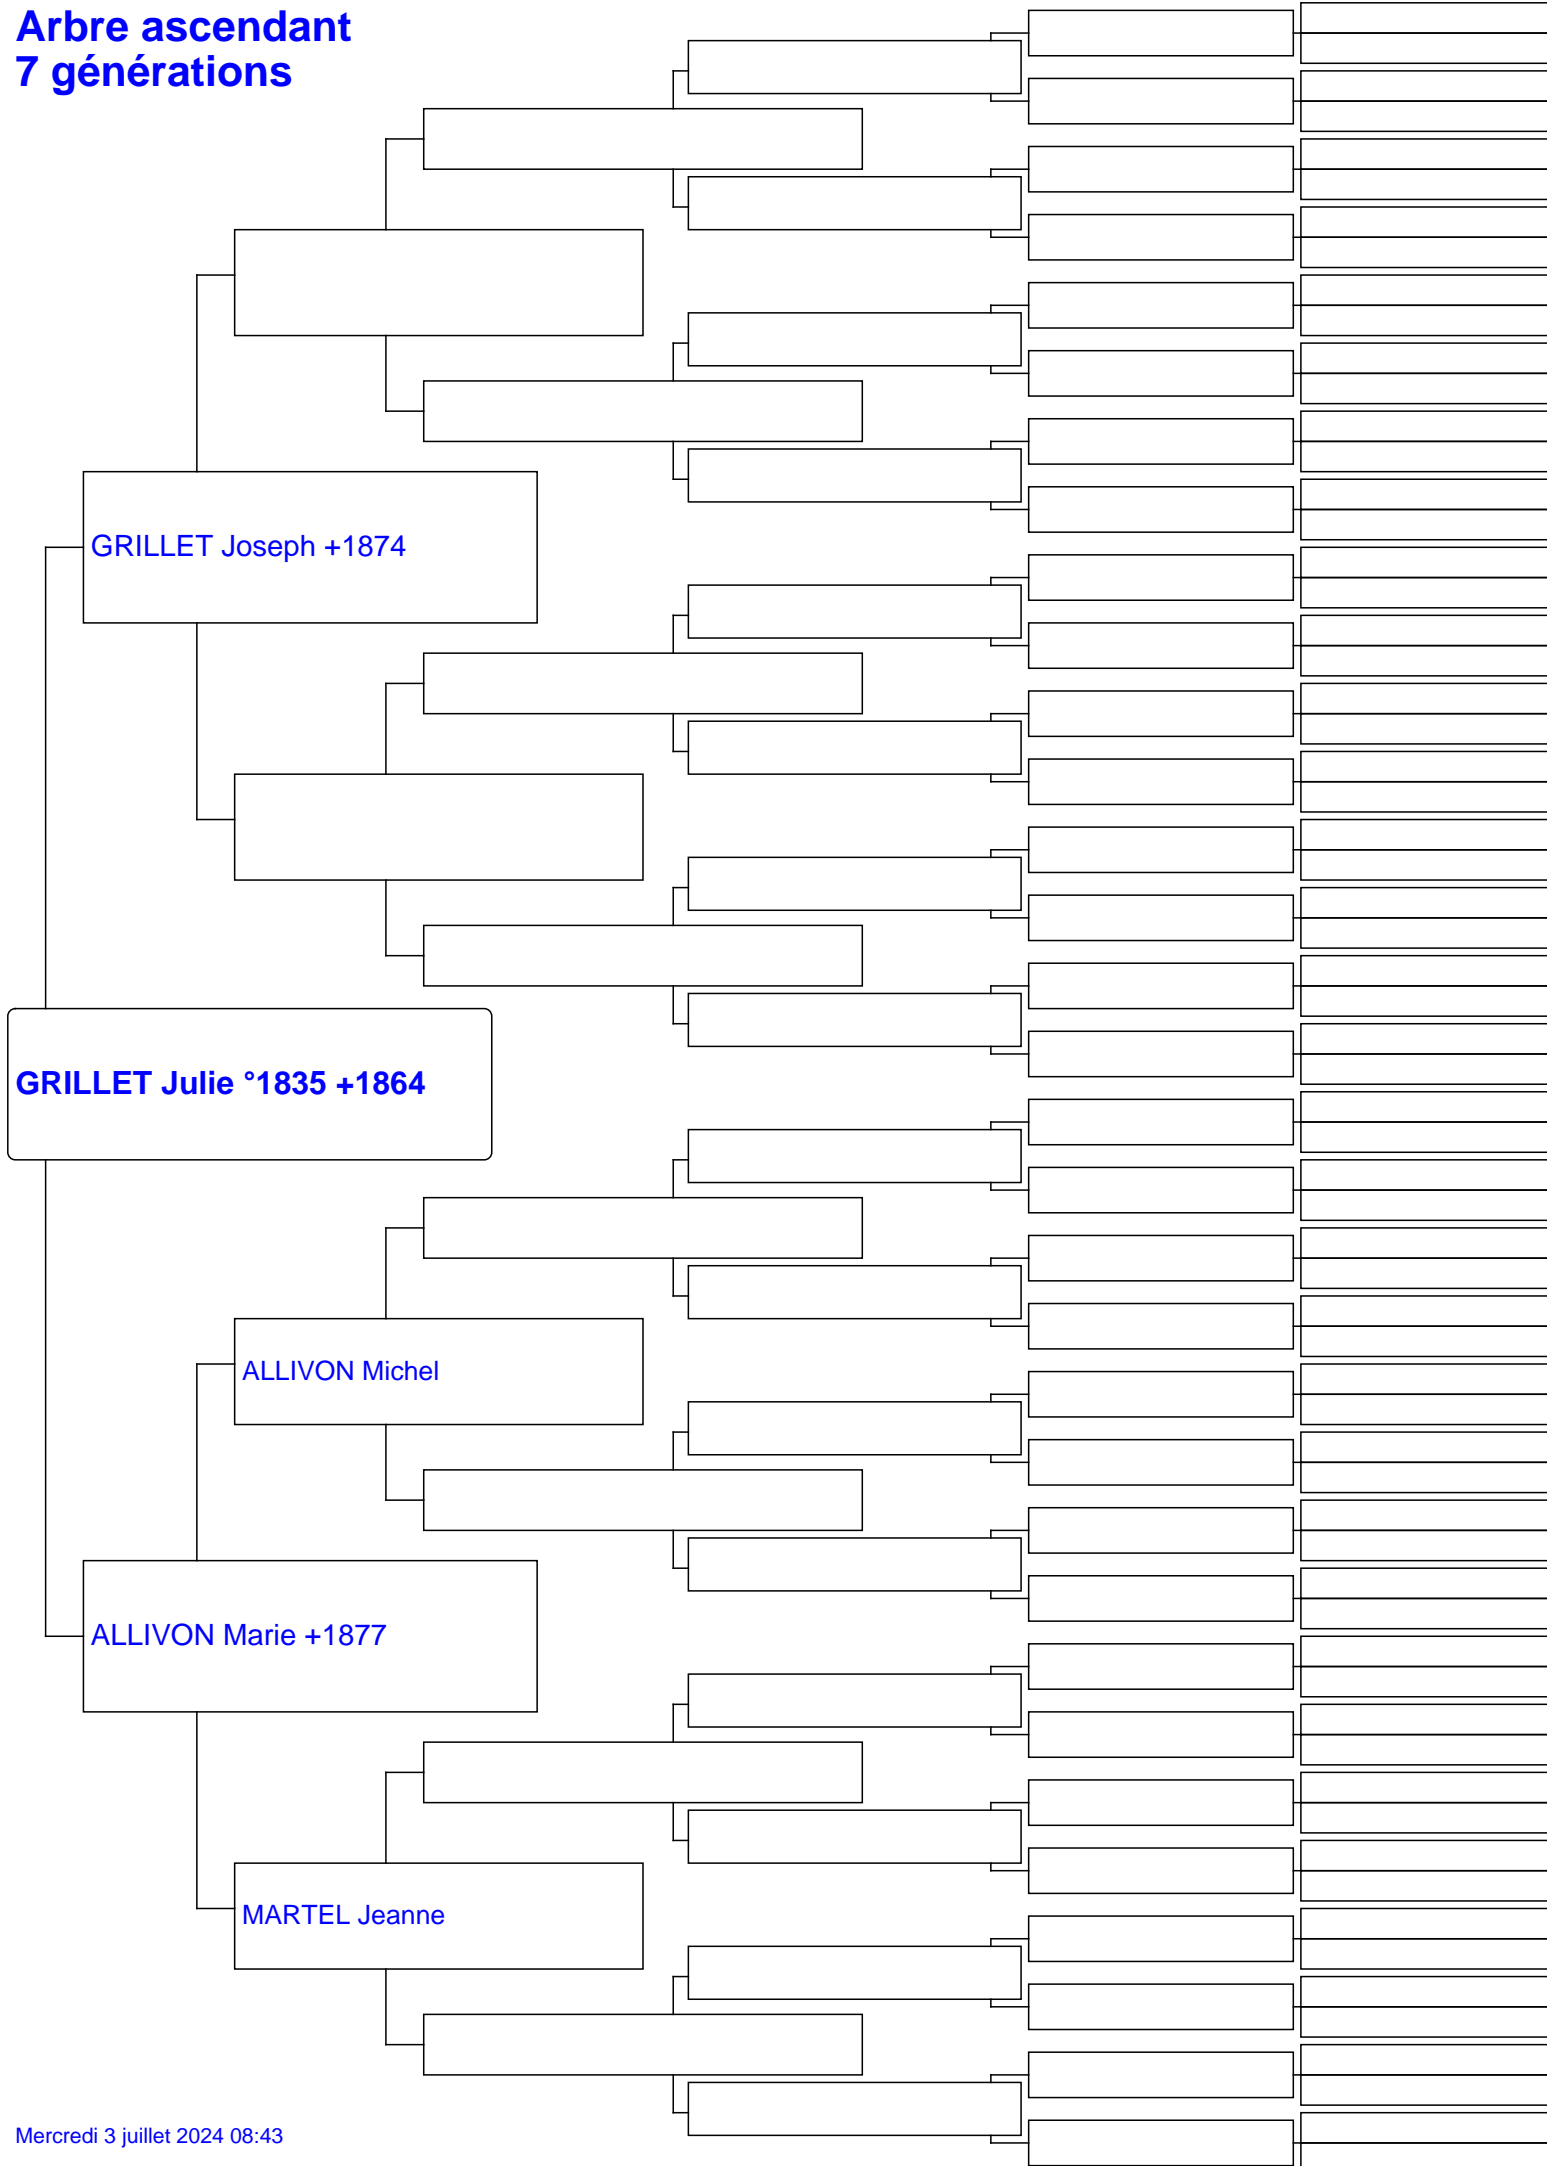 Arbre ascendant
7 générations
GRILLET Joseph +1874
GRILLET Julie °1835 +1864
ALLIVON Michel
ALLIVON Marie +1877
MARTEL Jeanne
Mercredi 3 juillet 2024 08:43